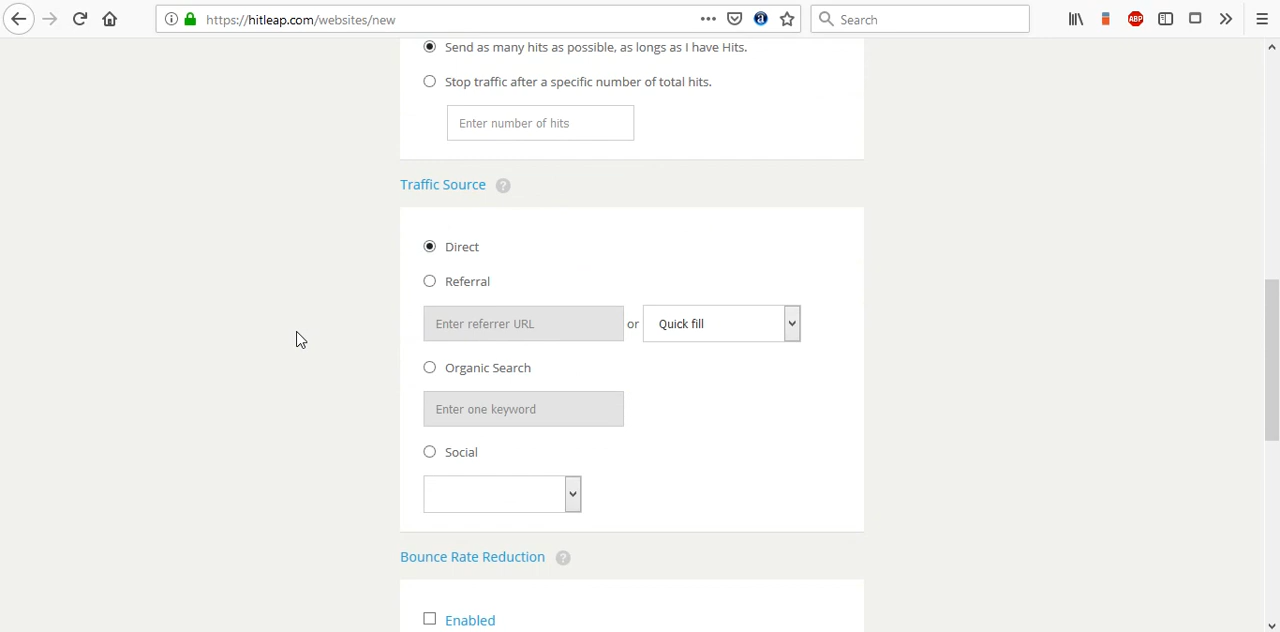 https://hitleap.com/websites/new
Search
ABP
Send as many hits as possible, as longs as I have Hits.
Stop traffic after a specific number of total hits.
Enter number of hits
Traffic Source ?
Direct
Referral
Enter referrer URL or Quick fill
Organic Search
Enter one keyword
Social
Bounce Rate Reduction ?
Enabled